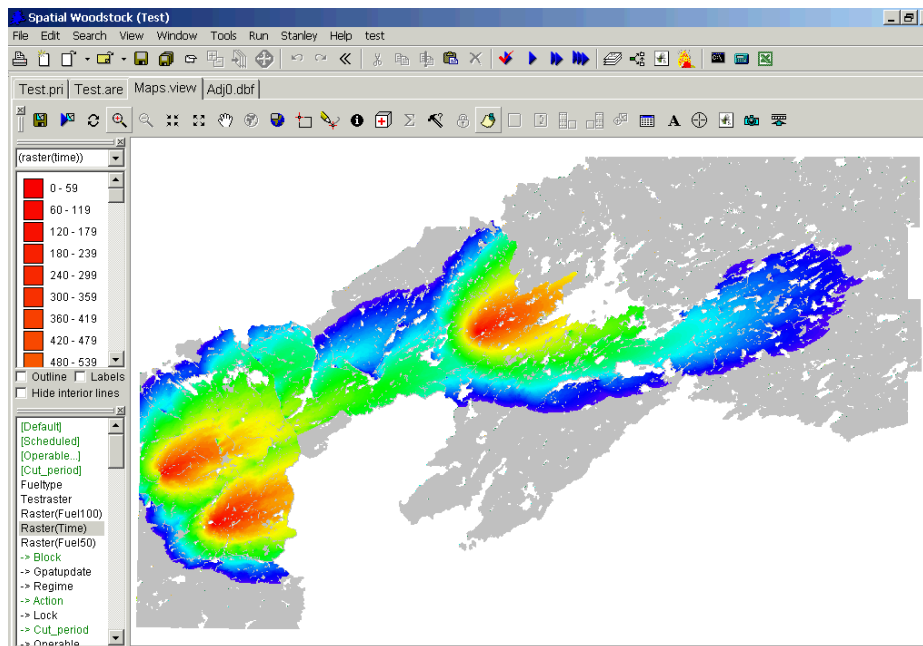 Spatial Woodstock (Test)
File Edit Search View Window Tools Run Stanley Help test
Test.pri Test.are Maps.view Adj0.dbf
(raster(time))
0 - 59
60 - 119
120 - 179
180 - 239
240 - 299
300 - 359
360 - 419
420 - 479
480 - 539
Outline Labels
Hide interior lines
[Default]
[Scheduled]
[Operable...]
[Cut_period]
Fueltype
Testraster
Raster(Fuel100)
Raster(Time)
Raster(Fuel50)
-> Block
-> Gpatupdate
-> Regime
-> Action
-> Lock
-> Cut_period
-> Operable